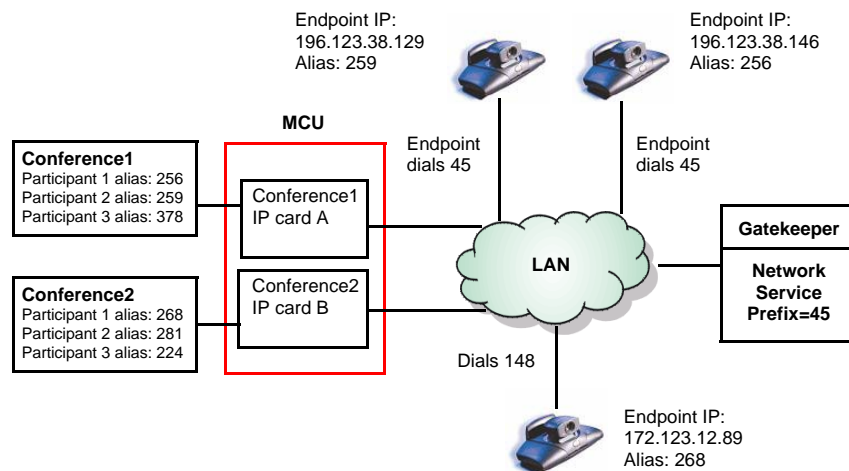 Endpoint IP:
196.123.38.129
Alias: 259
Endpoint IP:
196.123.38.146
Alias: 256
MCU
Endpoint
dials 45
Endpoint
dials 45
Conference1
Participant 1 alias: 256
Participant 2 alias: 259
Participant 3 alias: 378
Conference1
IP card A
Gatekeeper
Network
Service
Prefix=45
LAN
Conference2
Participant 1 alias: 268
Participant 2 alias: 281
Participant 3 alias: 224
Conference2
IP card B
Dials 148
Endpoint IP:
172.123.12.89
Alias: 268